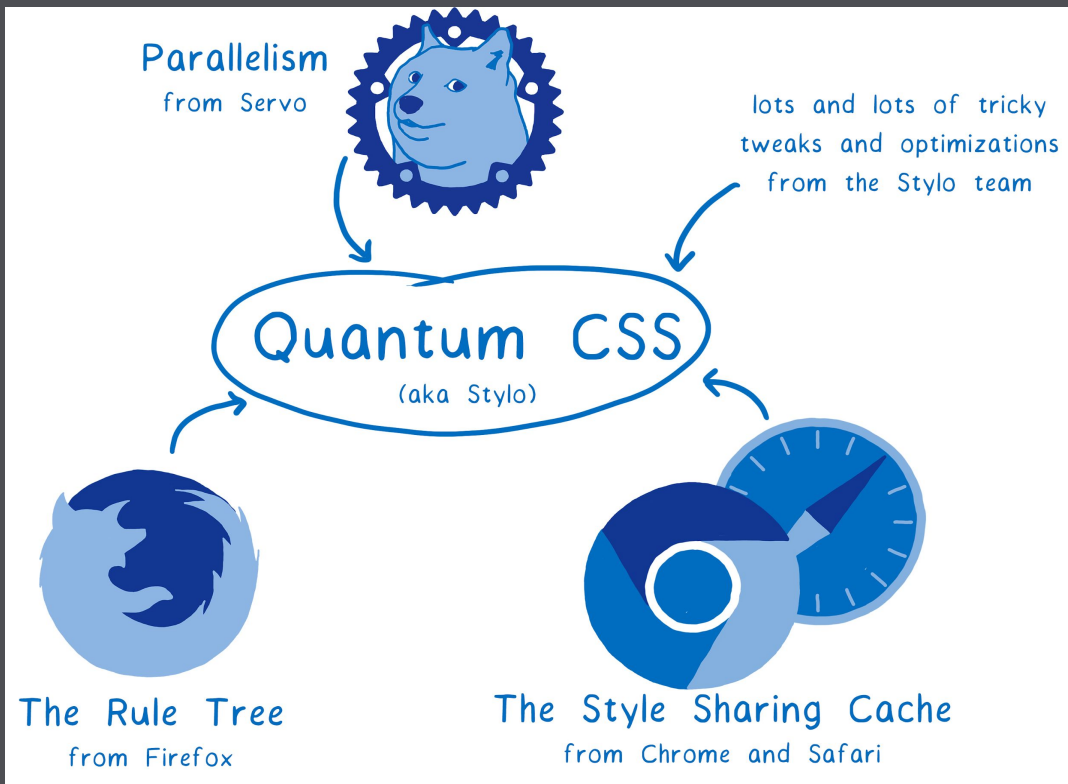 Parallelism
from Servo
lots and lots of tricky
tweaks and optimizations
from the Stylo team
Quantum CSS
(aka Stylo)
The Rule Tree
from Firefox
The Style Sharing Cache
from Chrome and Safari